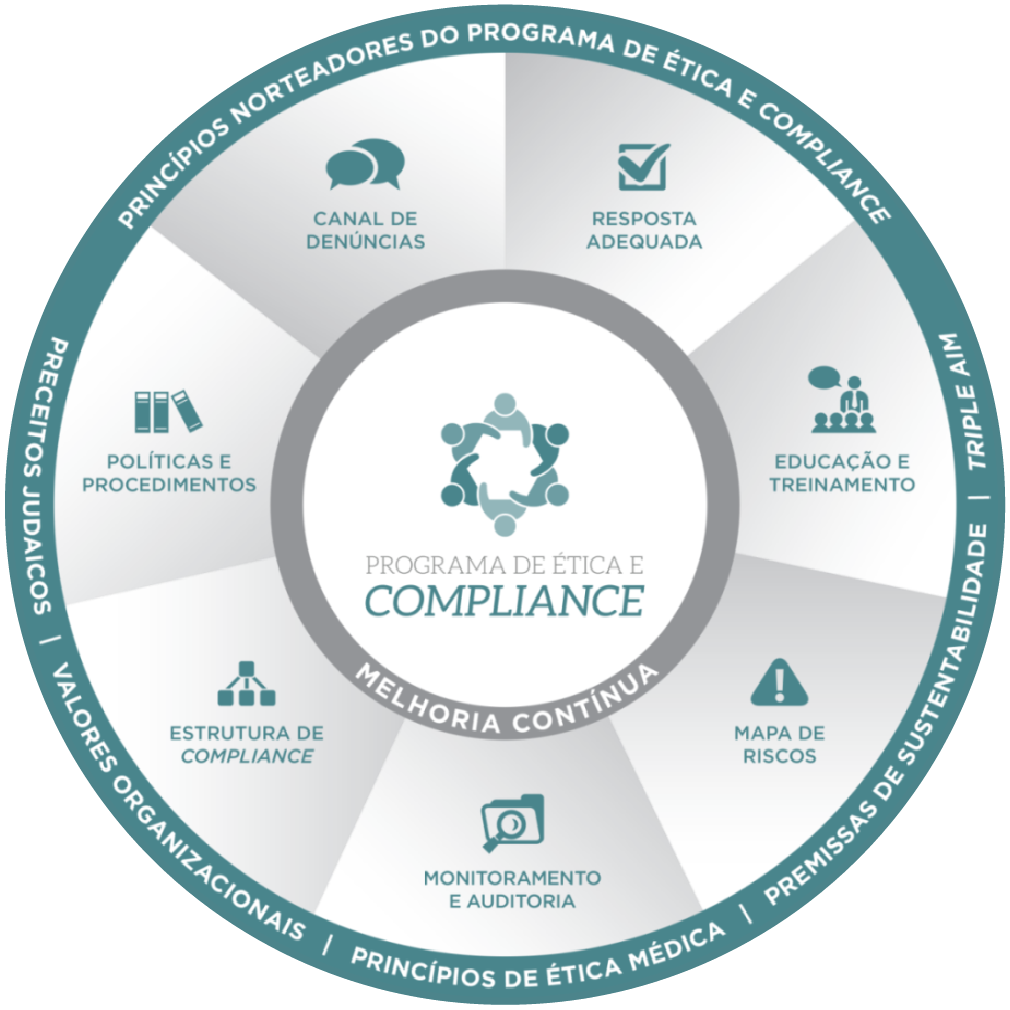 PRINCÍPIOS NORTEADORES DO PROGRAMA DE ÉTICA E COMPLIANCE
CANAL DE
DENÚNCIAS
RESPOSTA
ADEQUADA
POLÍTICAS E
PROCEDIMENTOS
EDUCAÇÃO E
TREINAMENTO
PROGRAMA DE ÉTICA E
COMPLIANCE
MELHORIA CONTÍNUA
ESTRUTURA DE
COMPLIANCE
MAPA DE
RISCOS
MONITORAMENTO
E AUDITORIA
PRECEITOS JUDAICOS | VALORES ORGANIZACIONAIS | PRINCÍPIOS DE ÉTICA MÉDICA | PREMISSAS DE SUSTENTABILIDADE | TRIPLE AIM